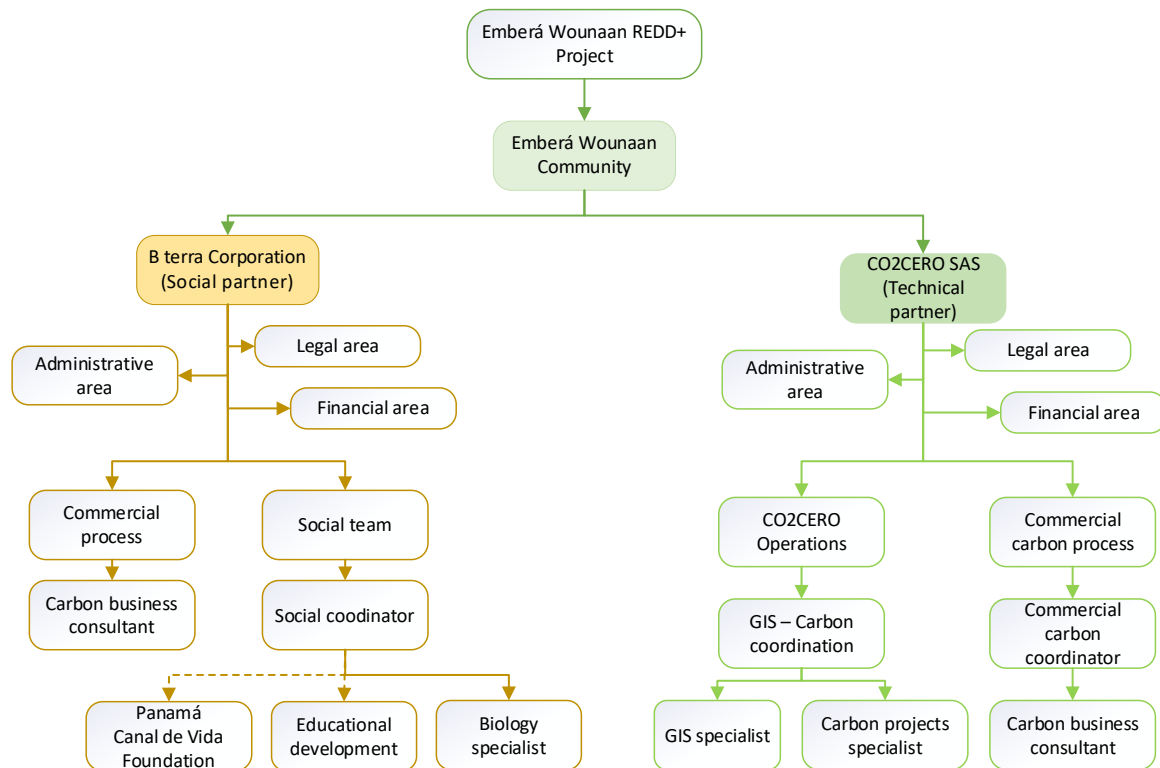 Emberá Wounaan REDD+
Project
Emberá Wounaan
Community
B terra Corporation
(Social partner)
CO2CERO SAS
(Technical
partner)
Legal area
Administrative
area
Financial area
Legal area
Administrative
area
Financial area
Commercial
process
Social team
CO2CERO
Operations
Commercial
carbon process
Carbon business
consultant
Social coodinator
GIS – Carbon
coordination
Commercial
carbon
coordinator
Panamá
Canal de Vida
Foundation
Educational
development
Biology
specialist
GIS specialist
Carbon projects
specialist
Carbon business
consultant